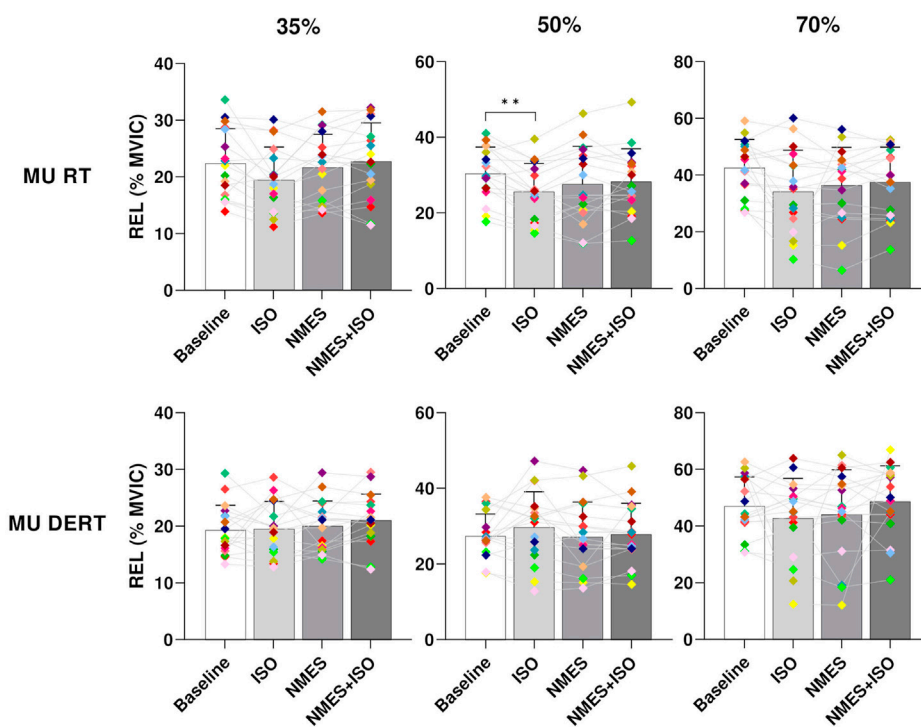 35% 50% 70%
MU RT
REL (% MVIC)
40
30
20
10
0
Baseline
ISO
NMES
NMES+ISO
60
40
20
0
**
Baseline
ISO
NMES
NMES+ISO
80
60
40
20
0
Baseline
ISO
NMES
NMES+ISO
MU DERT
REL (% MVIC)
40
30
20
10
0
Baseline
ISO
NMES
NMES+ISO
60
40
20
0
Baseline
ISO
NMES
NMES+ISO
80
60
40
20
0
Baseline
ISO
NMES
NMES+ISO